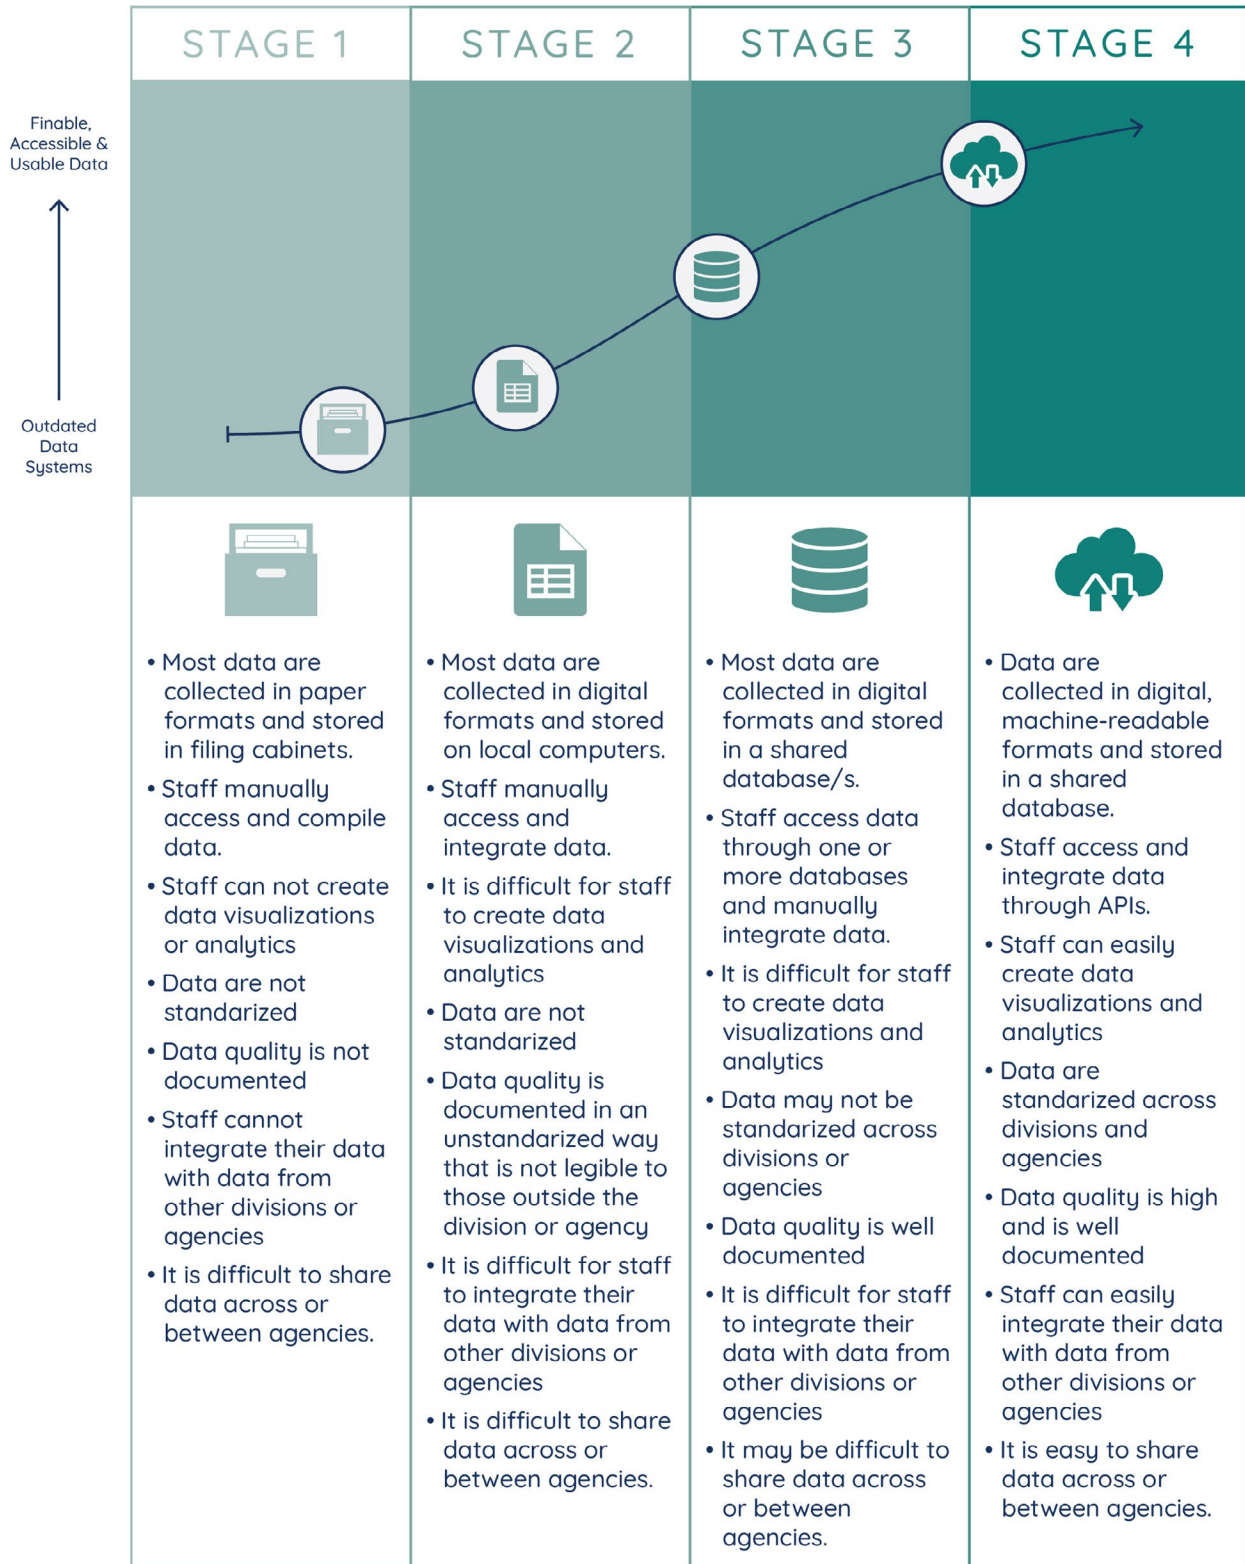 STAGE 1
STAGE 2
STAGE 3
STAGE 4
Finable,
Accessible &
Usable Data
Outdated
Data
Systems
• Most data are
collected in paper
formats and stored
in filing cabinets.
• Staff manually
access and compile
data.
• Staff can not create
data visualizations
or analytics
• Data are not
standarized
• Data quality is not
documented
• Staff cannot
integrate their data
with data from
other divisions or
agencies
• It is difficult to share
data across or
between agencies.
• Most data are
collected in digital
formats and stored
on local computers.
• Staff manually
access and
integrate data.
• It is difficult for staff
to create data
visualizations and
analytics
• Data are not
standarized
• Data quality is
documented in an
unstandarized way
that is not legible to
those outside the
division or agency
• It is difficult for staff
to integrate their
data with data from
other divisions or
agencies
• It is difficult to share
data across or
between agencies.
• Most data are
collected in digital
formats and stored
in a shared
database/s.
• Staff access data
through one or
more databases
and manually
integrate data.
• It is difficult for staff
to create data
visualizations and
analytics
• Data may not be
standarized across
divisions or
agencies
• Data quality is well
documented
• It is difficult for staff
to integrate their
data with data from
other divisions or
agencies
• It may be difficult to
share data across
or between
agencies.
• Data are
collected in digital,
machine-readable
formats and stored
in a shared
database.
• Staff access and
integrate data
through APIs.
• Staff can easily
create data
visualizations and
analytics
• Data are
standarized across
divisions and
agencies
• Data quality is high
and is well
documented
• Staff can easily
integrate their data
with data from
other divisions or
agencies
• It is easy to share
data across or
between agencies.